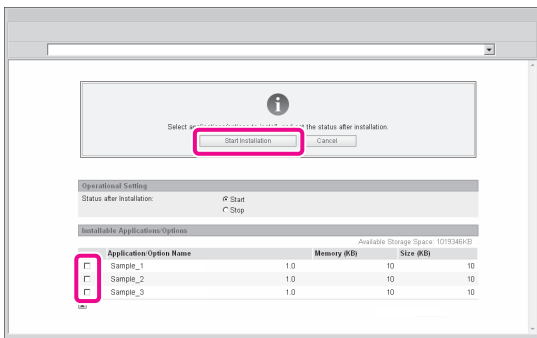 Select applications/options to install, and set the status after installation.
Start Installation Cancel
Operational Setting
Status after Installation: Start
Stop
Installable Applications/Options
Available Storage Space: 1019346KB
Application/Option Name Memory (KB) Size (KB)
Sample_1 1.0 10 10
Sample_2 1.0 10 10
Sample_3 1.0 10 10